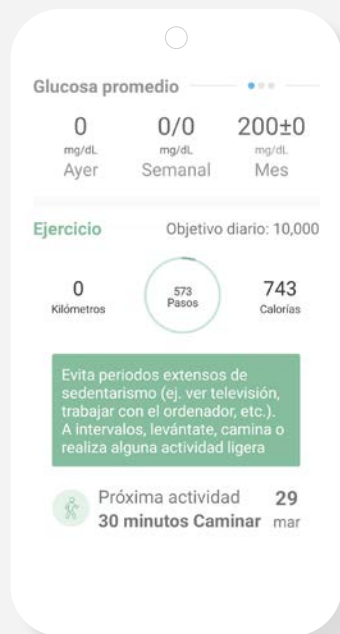 Glucosa promedio
0 0/0 200±0
mg/dL mg/dL mg/dL
Ayer Semanal Mes
Ejercicio Objetivo diario: 10,000
0 573 743
Kilómetros Pasos Calorías
Evita periodos extensos de
sedentarismo (ej. ver televisión,
trabajar con el ordenador, etc.).
A intervalos, levántate, camina o
realiza alguna actividad ligera
Próxima actividad 29
30 minutos Caminar mar